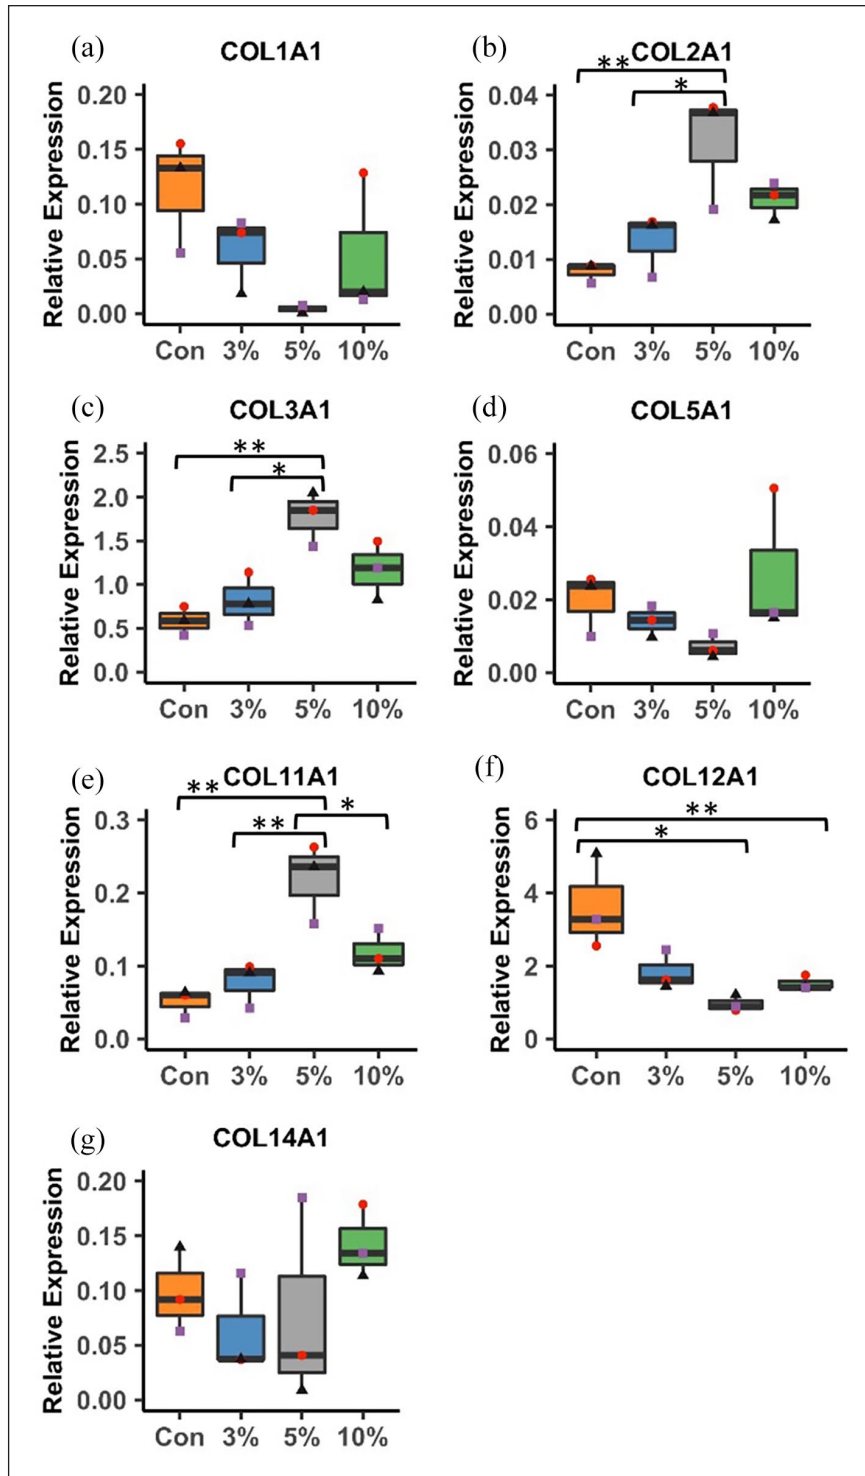 (a)
COL1A1
Relative Expression
0.20
0.15
0.10
0.05
0.00
Con 3% 5% 10%
(b)
COL2A1
**
*
Relative Expression
0.04
0.03
0.02
0.01
0.00
Con 3% 5% 10%
(c)
COL3A1
**
*
Relative Expression
2.5
2.0
1.5
1.0
0.5
0.0
Con 3% 5% 10%
(d)
COL5A1
Relative Expression
0.06
0.04
0.02
0.00
Con 3% 5% 10%
(e)
COL11A1
**
** *
Relative Expression
0.3
0.2
0.1
0.0
Con 3% 5% 10%
(f)
COL12A1
**
*
Relative Expression
6
4
2
0
Con 3% 5% 10%
(g)
COL14A1
Relative Expression
0.20
0.15
0.10
0.05
0.00
Con 3% 5% 10%